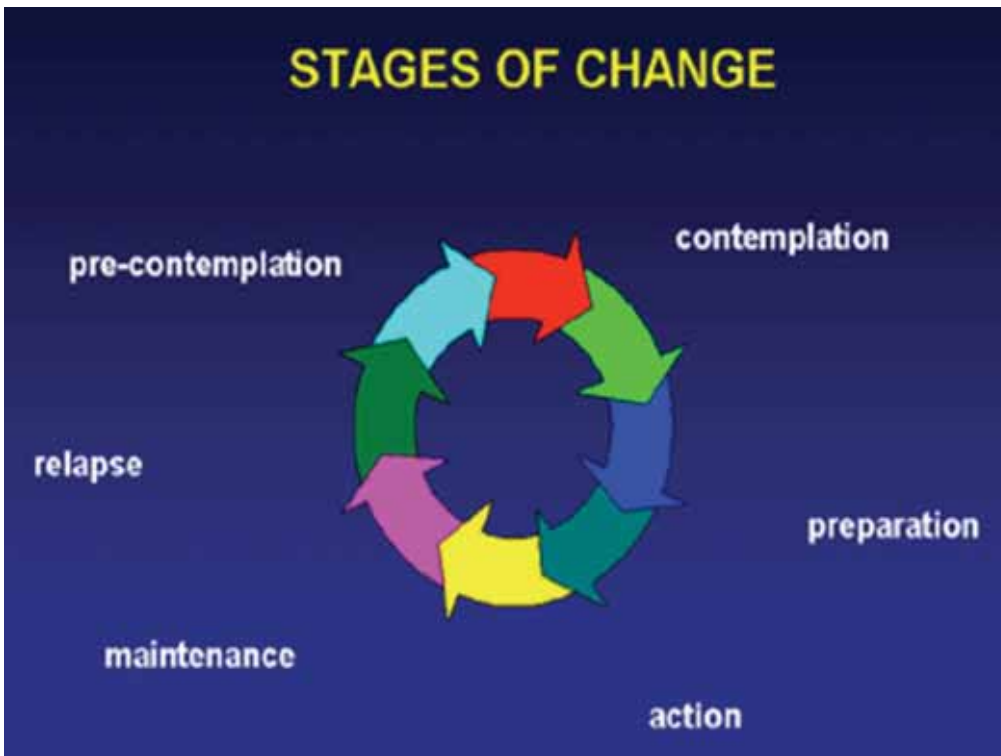 STAGES OF CHANGE
contemplation
pre-contemplation
relapse
preparation
maintenance
action